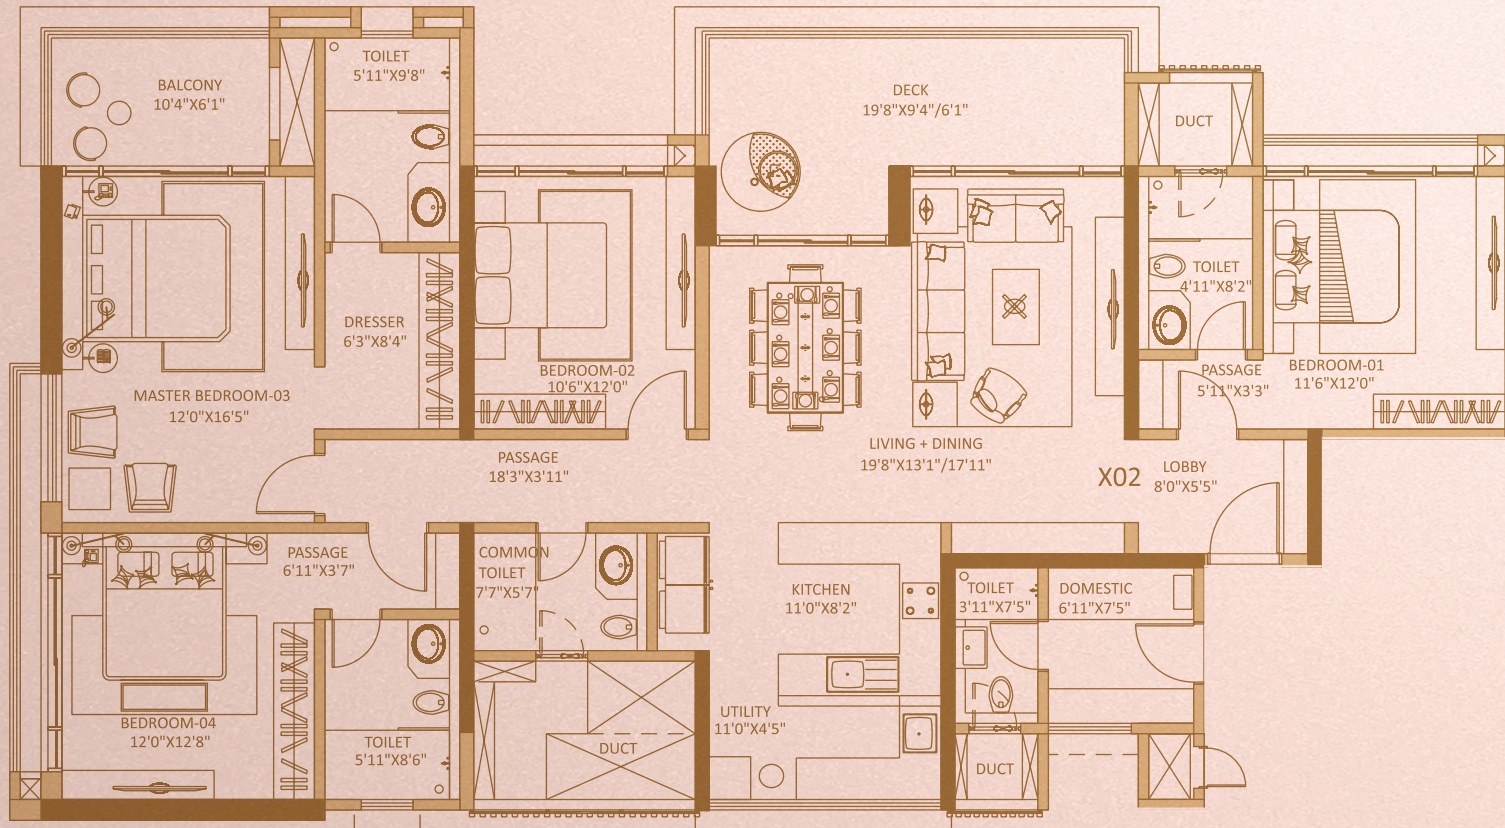 TOILET
5'11"X9'8"
BALCONY
10'4"X6'1"
DECK
19'8"X9'4"/6'1"
DUCT
TOILET
4'11"X8'2"
DRESSER
6'3"X8'4"
BEDROOM-02
10'6"X12'0"
PASSAGE
5'11"X3'3"
BEDROOM-01
11'6"X12'0"
MASTER BEDROOM-03
12'0"X16'5"
LIVING + DINING
19'8"X13'1"/17'11"
PASSAGE
18'3"X3'11"
X02
LOBBY
8'0"X5'5"
PASSAGE
6'11"X3'7"
COMMON
TOILET
7'7"X5'7"
KITCHEN
11'0"X8'2"
TOILET
3'11"X7'5"
DOMESTIC
6'11"X7'5"
BEDROOM-04
12'0"X12'8"
TOILET
5'11"X8'6"
DUCT
UTILITY
11'0"X4'5"
DUCT